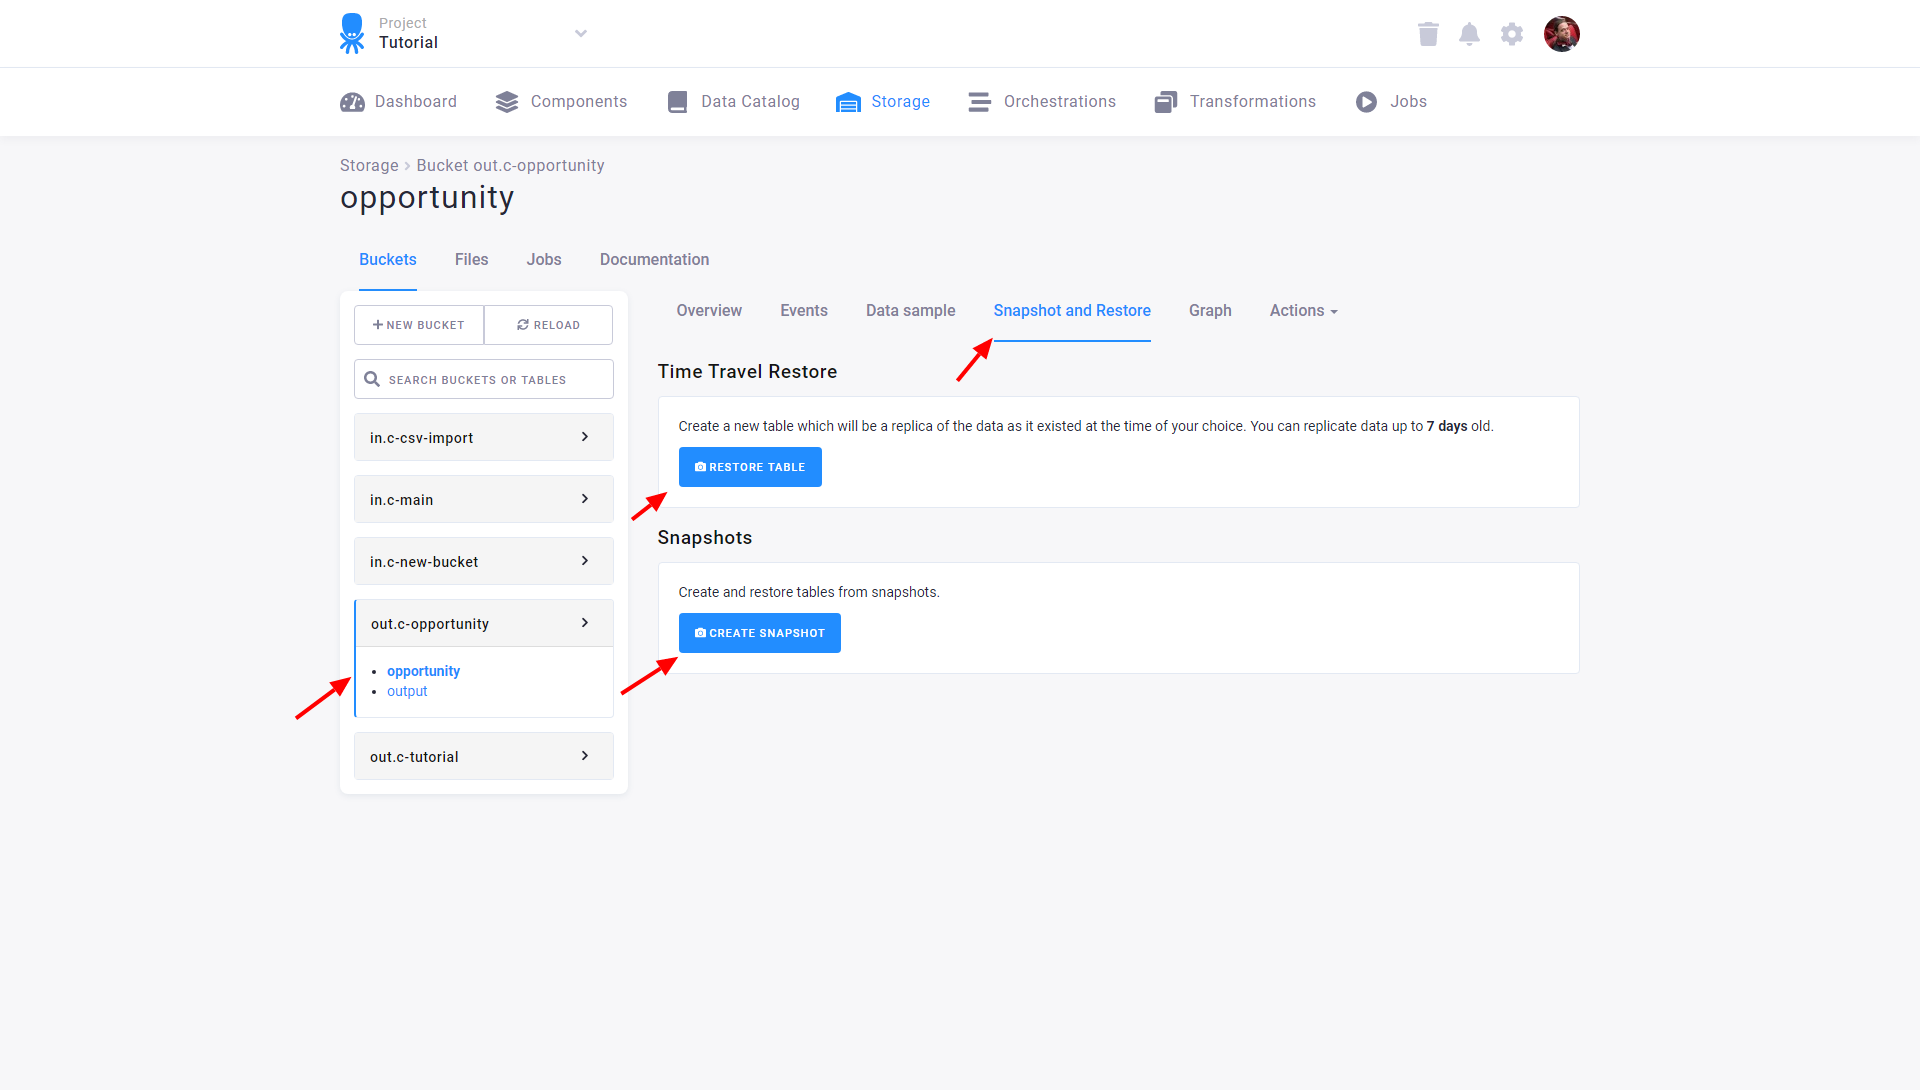 Project
Tutorial
Dashboard
Components
Data Catalog
Storage
Orchestrations
Transformations
Jobs
Storage > Bucket out.c-opportunity
opportunity
Buckets
Files
Jobs
Documentation
NEW BUCKET
RELOAD
SEARCH BUCKETS OR TABLES
in.c-csv-import
in.c-main
in.c-new-bucket
out.c-opportunity
opportunity
output
out.c-tutorial
Overview
Events
Data sample
Snapshot and Restore
Graph
Actions
Time Travel Restore
Create a new table which will be a replica of the data as it existed at the time of your choice. You can replicate data up to 7 days old.
RESTORE TABLE
Snapshots
Create and restore tables from snapshots.
CREATE SNAPSHOT